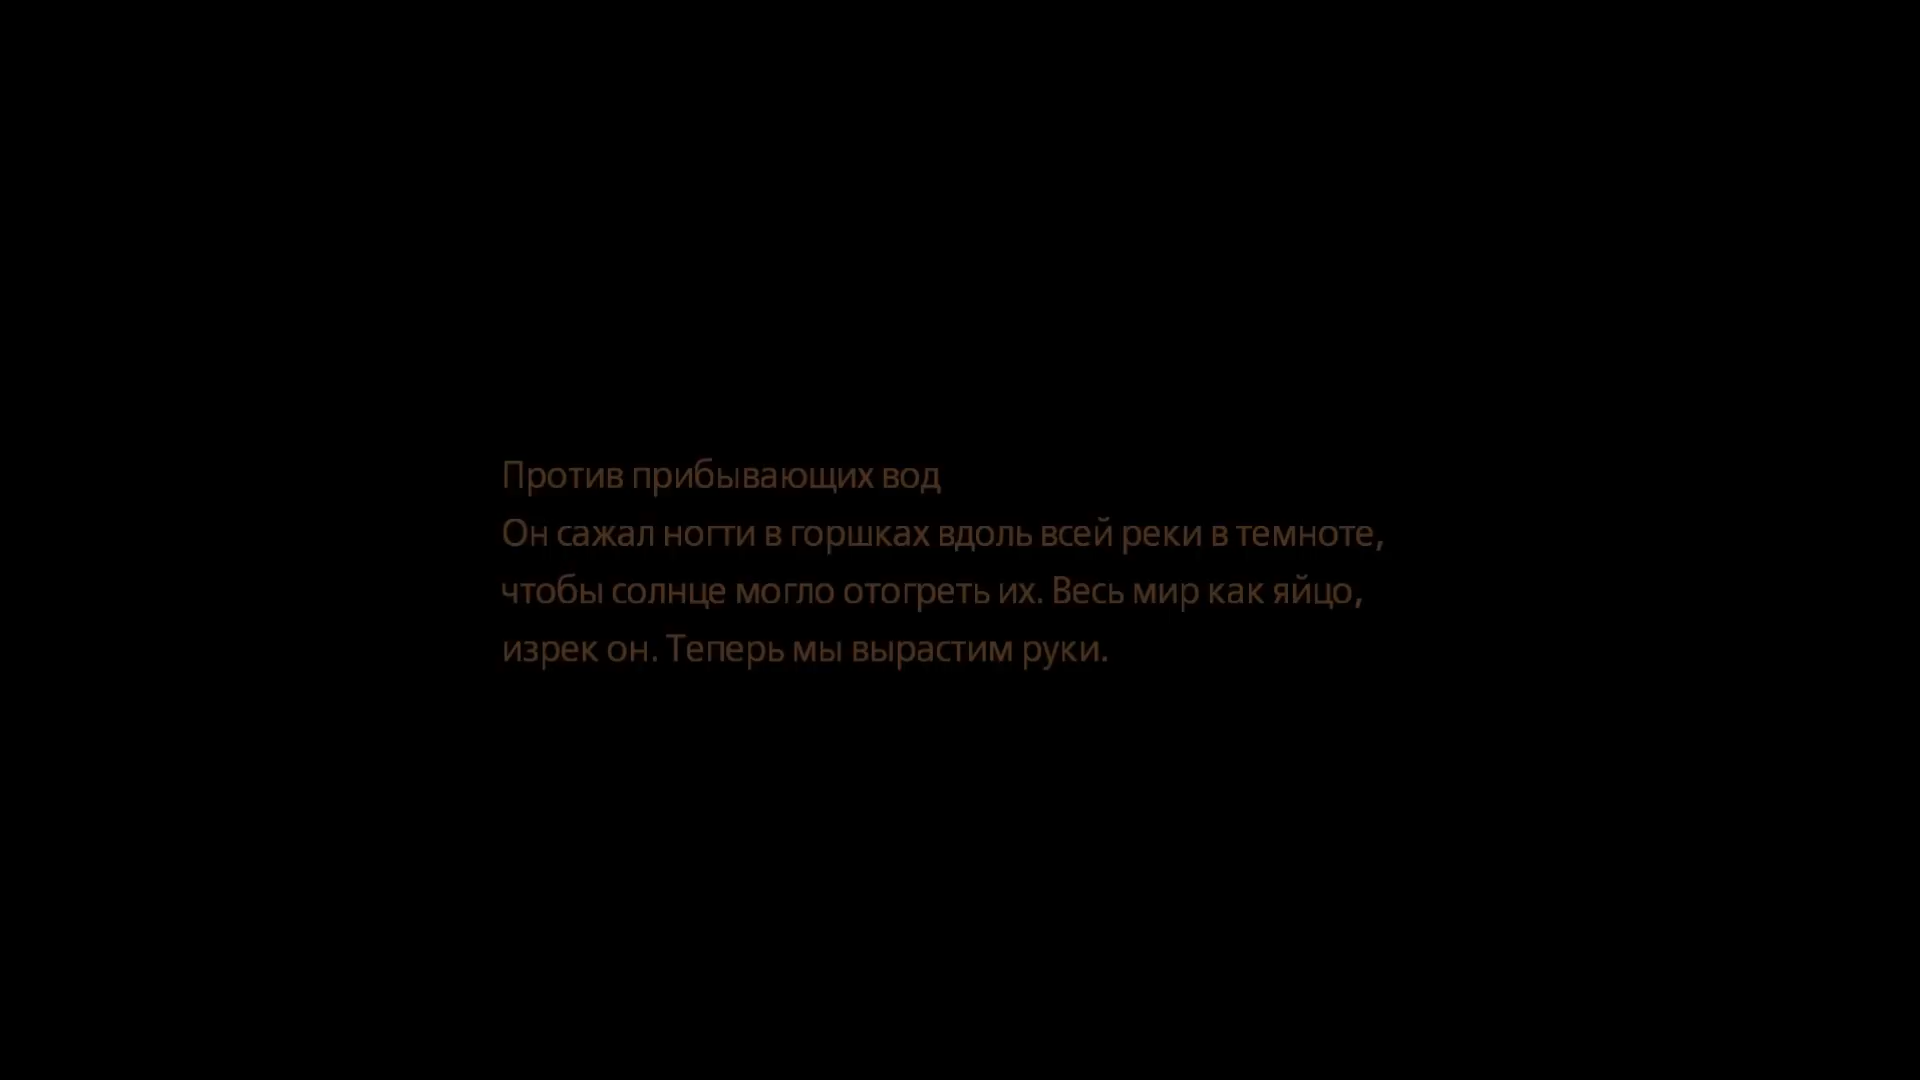 Против прибывающих вод
Он сажал ногти в горшках вдоль всей реки в темноте,
чтобы солнце могло отогреть их. Весь мир как яйцо,
изрек он. Теперь мы вырастим руки.